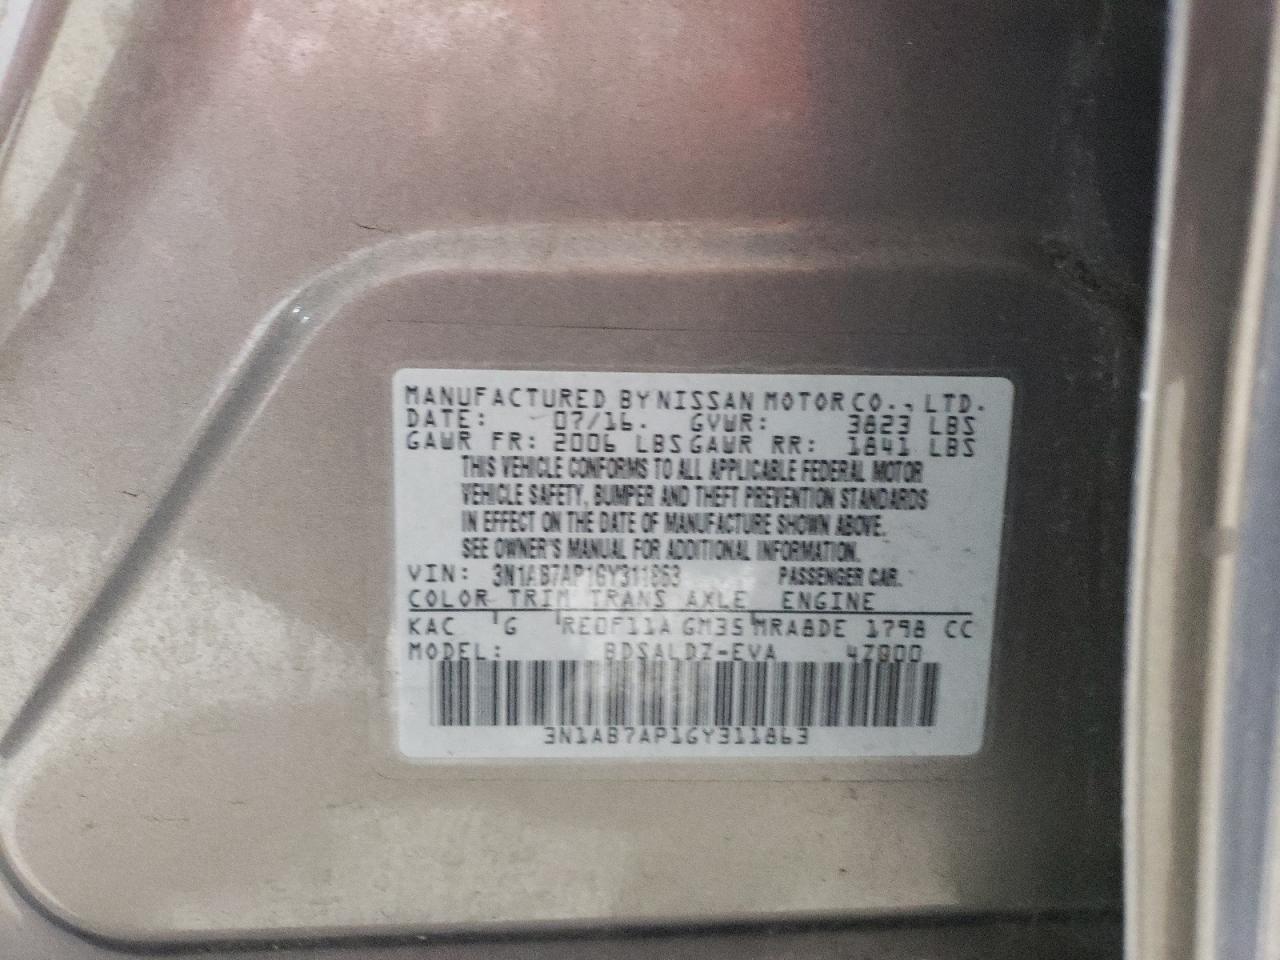 MANUFACTURED BY NISSAN MOTOR CO., LTD.
DATE: 07/16. GVWR: 3823 LBS
GAWR FR: 2006 LBS GAWR RR: 1841 LBS
THIS VEHICLE CONFORMS TO ALL APPLICABLE FEDERAL MOTOR
VEHICLE SAFETY, BUMPER AND THEFT PREVENTION STANDARDS
IN EFFECT ON THE DATE OF MANUFACTURE SHOWN ABOVE.
SEE OWNER'S MANUAL FOR ADDITIONAL INFORMATION.
VIN: 3N1AB7AP1GY311863 PASSENGER CAR.
COLOR TRIM TRANS AXLE ENGINE
KAC G RE0F11A GM35 MRA8DE 1798 CC
MODEL: BDSALDZ-EVA 4Z800
3N1AB7AP1GY311863